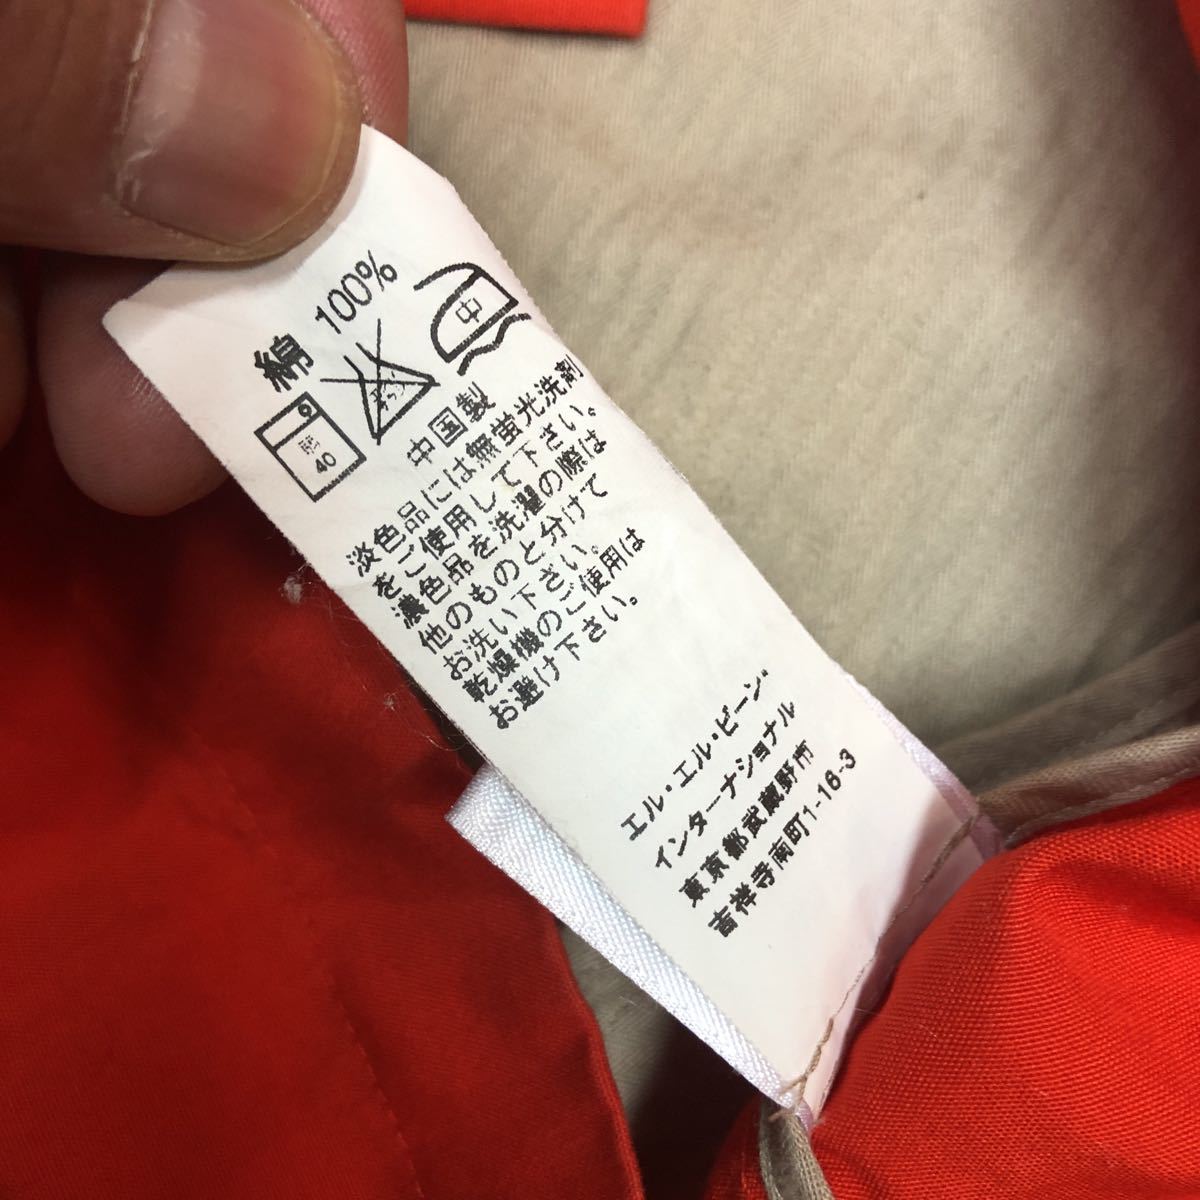 綿 100%
40
中
中国製
淡色品には無蛍光洗剤
をご使用して下さい。
濃色品を洗濯の際は
他のものと分けて
お洗い下さい。
乾燥機のご使用は
お避け下さい。
エル・エル・ビーン・
インターナショナル
東京都武蔵野市
吉祥寺南町1-16-3